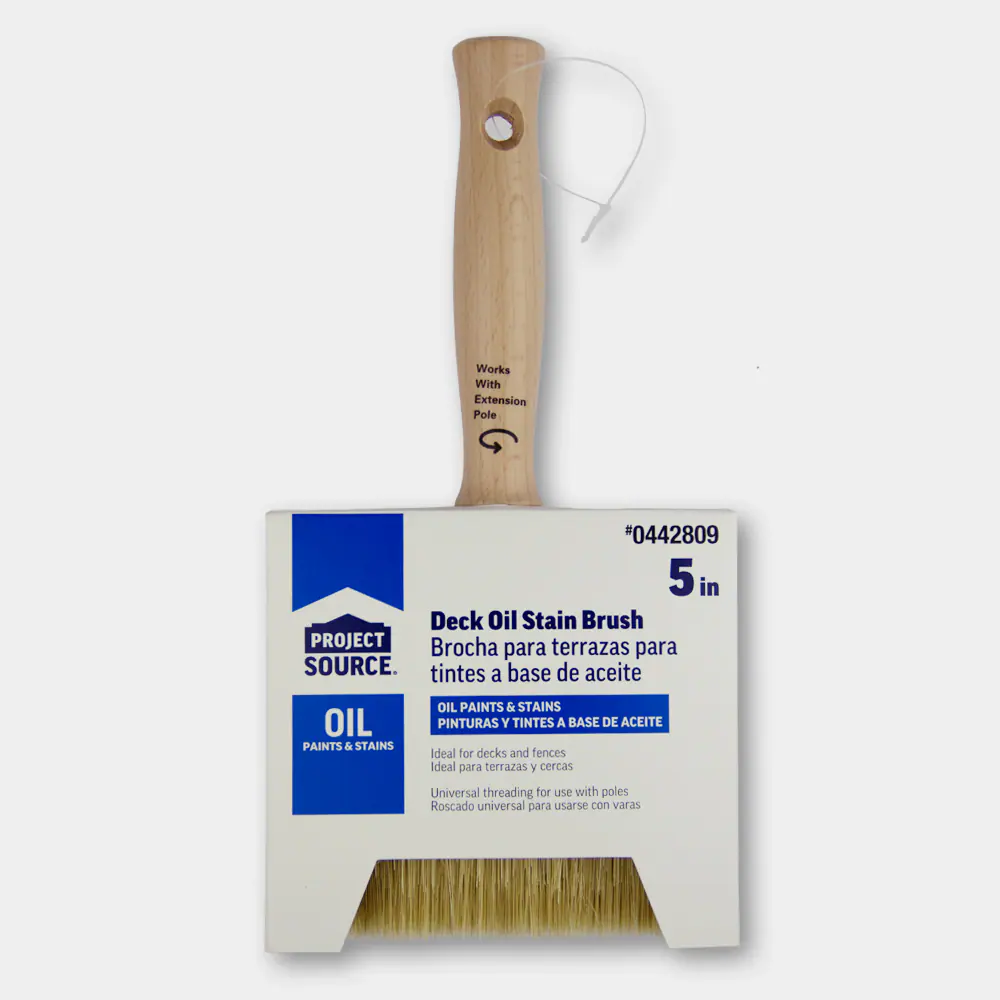 Works
With
Extension
Pole
#0442809
5 in
PROJECT
SOURCE®
Deck Oil Stain Brush
Brocha para terrazas para
tintes a base de aceite
OIL
PAINTS & STAINS
OIL PAINTS & STAINS
PINTURAS Y TINTES A BASE DE ACEITE
Ideal for decks and fences
Ideal para terrazas y cercas
Universal threading for use with poles
Roscado universal para usarse con varas